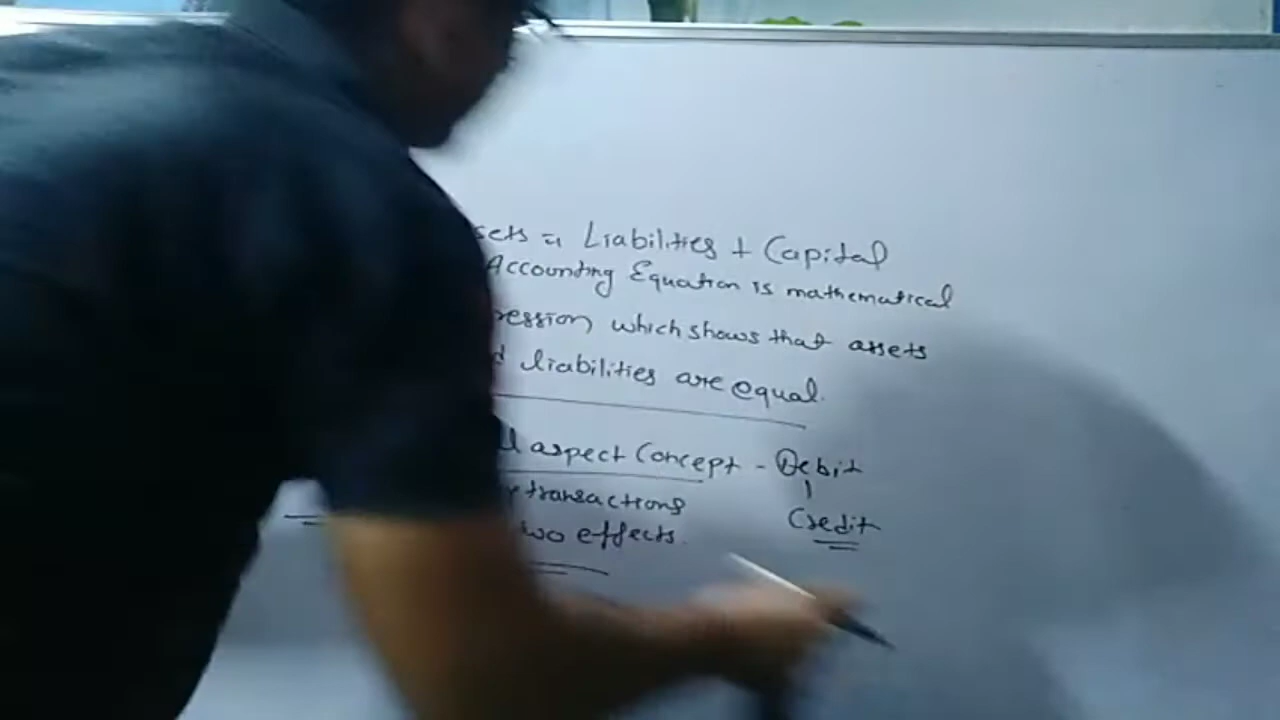 sets = Liabilities + Capital
Accounting Equation is mathematical
ression which shows that assets
liabilities are equal.
aspect Concept - Debit
transactions
Credit
wo effects.